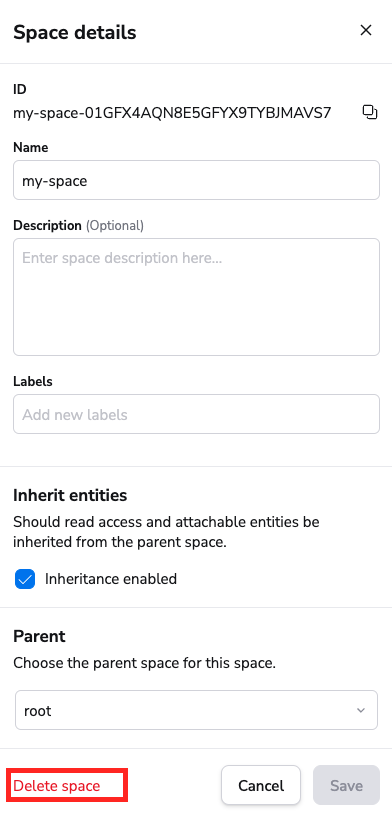 Space details
ID
my-space-01GFX4AQN8E5GFYX9TYBJMAVS7
Name
my-space
Description (Optional)
Enter space description here...
Labels
Add new labels
Inherit entities
Should read access and attachable entities be
inherited from the parent space.
Inheritance enabled
Parent
Choose the parent space for this space.
root
Delete space
Cancel
Save